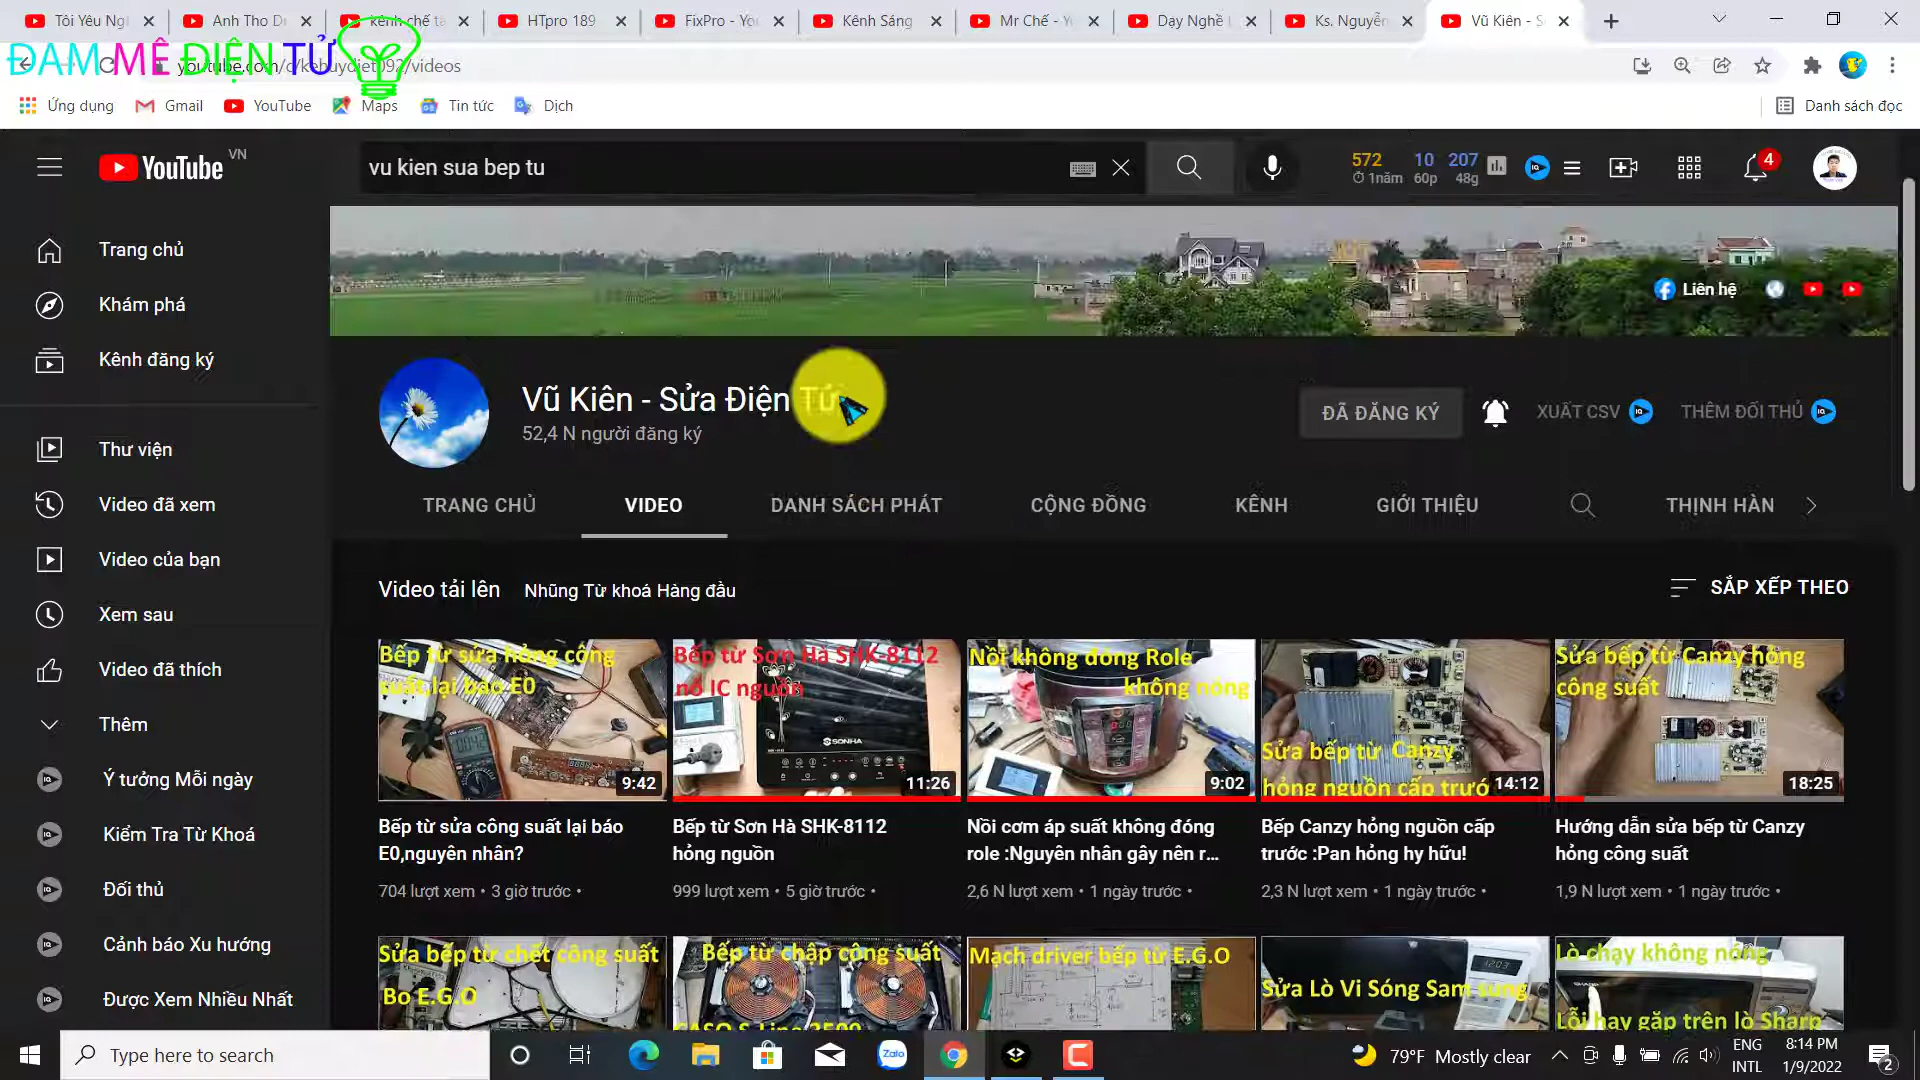 Tôi Yêu Ng
Anh Tho D
kênh chế tá
HTpro 189
FixPro - Yo
Kênh Sáng
Mr Chế - Y
Dạy Nghề
Ks. Nguyễn
Vũ Kiên - S
ĐAM MÊ ĐIỆN TỬ
youtube.com/c/kebuydiet092/videos
Ứng dụng
Gmail
YouTube
Maps
Tin tức
Dịch
Danh sách đọc
YouTube VN
vu kien sua bep tu
572 10 207
1năm 60p 48g
4
Trang chủ
Khám phá
Kênh đăng ký
Thư viện
Video đã xem
Video của bạn
Xem sau
Video đã thích
Thêm
Ý tưởng Mỗi ngày
Kiểm Tra Từ Khoá
Đối thủ
Cảnh báo Xu hướng
Được Xem Nhiều Nhất
Liên hệ
Vũ Kiên - Sửa Điện Tử
52,4 N người đăng ký
ĐÃ ĐĂNG KÝ
XUẤT CSV
THÊM ĐỐI THỦ
TRANG CHỦ
VIDEO
DANH SÁCH PHÁT
CỘNG ĐỒNG
KÊNH
GIỚI THIỆU
THỊNH HÀN
Video tải lên
Những Từ khoá Hàng đầu
SẮP XẾP THEO
Bếp từ sửa hỏng công
suất,lại báo E0
9:42
Bếp từ sửa công suất lại báo
E0,nguyên nhân?
704 lượt xem • 3 giờ trước •
Bếp từ Sơn Hà SHK-8112
nổ IC nguồn
SONHA
11:26
Bếp từ Sơn Hà SHK-8112
hỏng nguồn
999 lượt xem • 5 giờ trước •
Nồi không đóng Role
không nóng
9:02
Nồi cơm áp suất không đóng
role :Nguyên nhân gây nên r...
2,6 N lượt xem • 1 ngày trước •
Sửa bếp từ Canzy
hỏng nguồn cấp trướ
14:12
Bếp Canzy hỏng nguồn cấp
trước :Pan hỏng hy hữu!
2,3 N lượt xem • 1 ngày trước •
Sửa bếp từ Canzy hỏng
công suất
18:25
Hướng dẫn sửa bếp từ Canzy
hỏng công suất
1,9 N lượt xem • 1 ngày trước •
Sửa bếp từ chết công suất
Bo E.G.O
Bếp từ chập công suất
CASO S-Line 3500
Mạch driver bếp từ E.G.O
Sửa Lò Vi Sóng Sam sung
Lò chạy không nóng
Lỗi hay gặp trên lò Sharp
Type here to search
Zalo
79°F Mostly clear
ENG
INTL
8:14 PM
1/9/2022
2